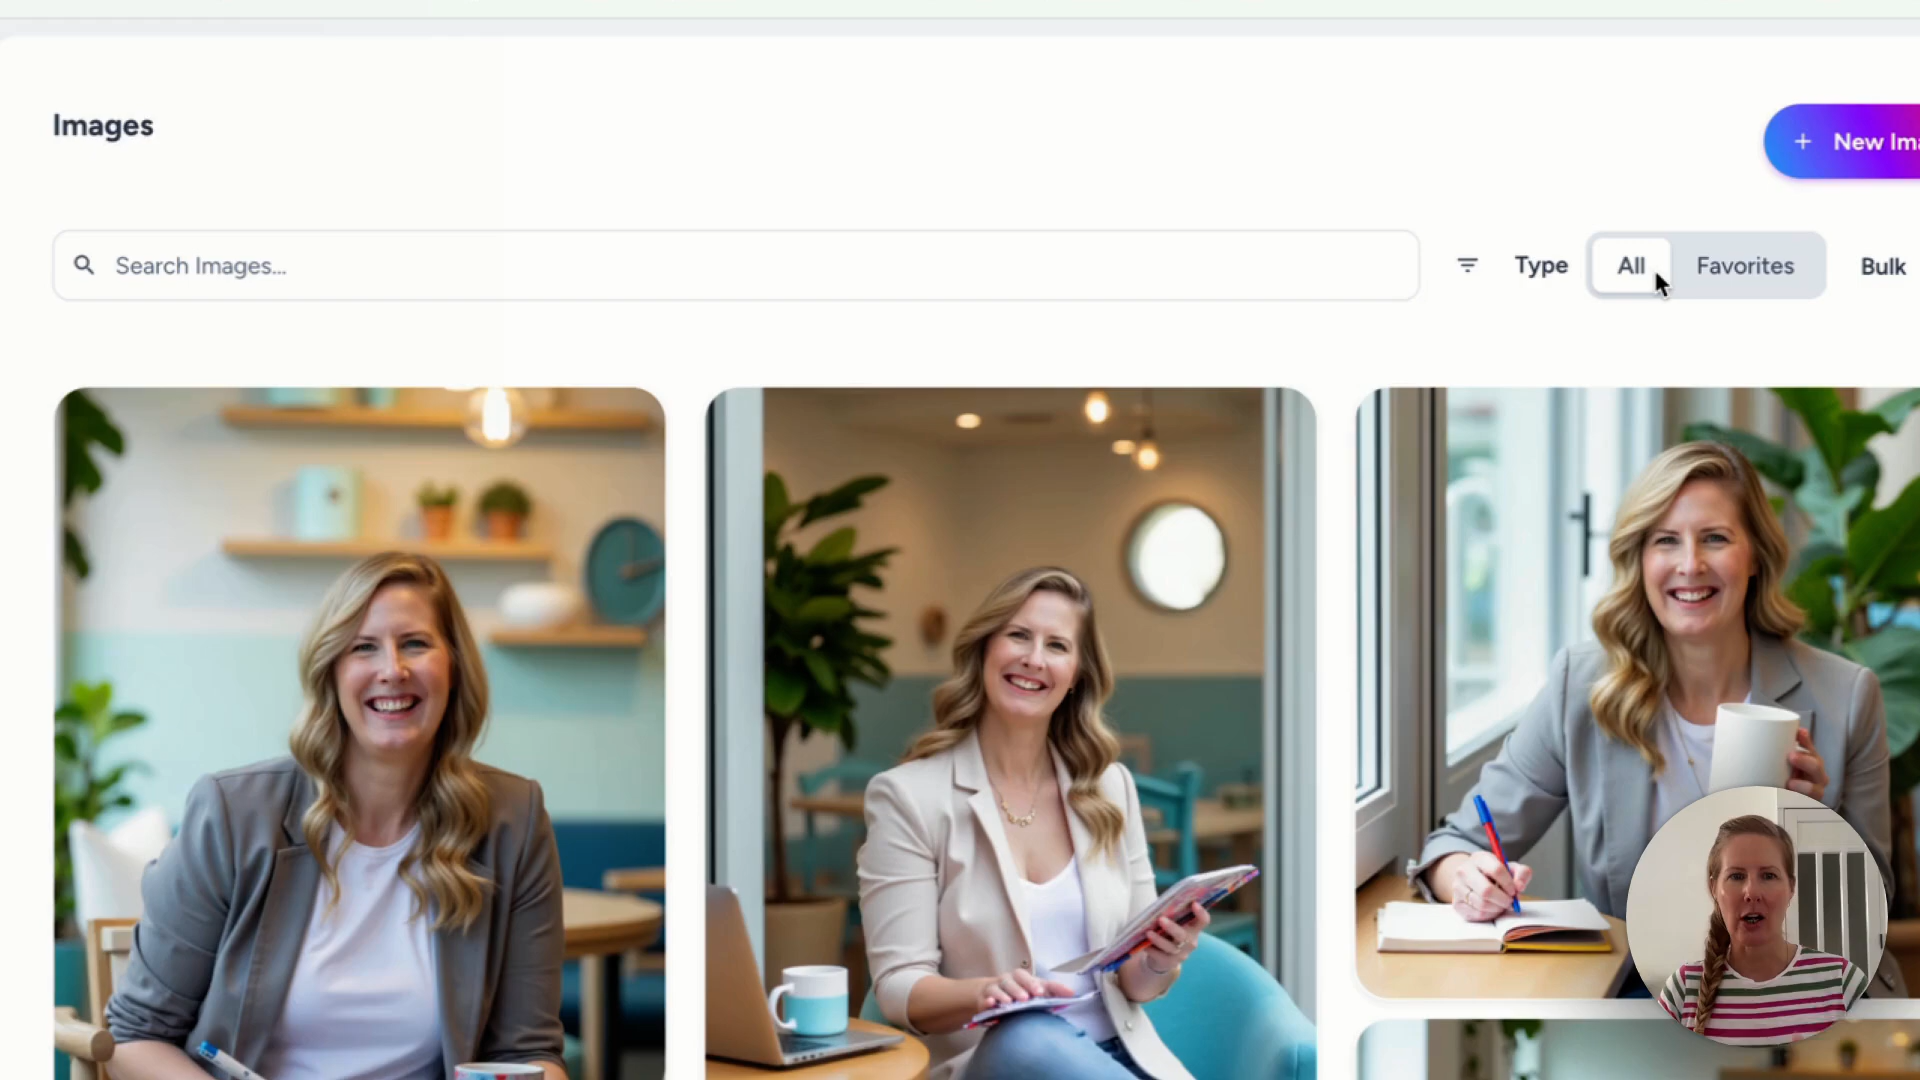 Images
+ New Ima
Search Images...
Type
All
Favorites
Bulk